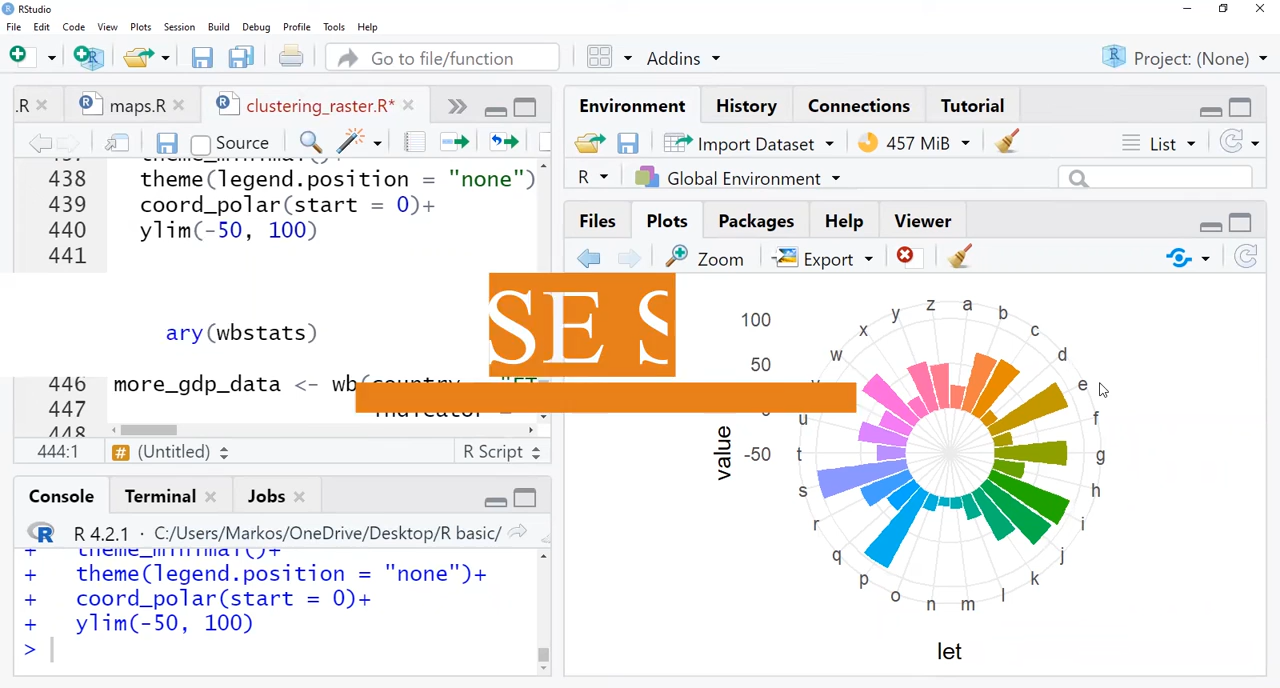 RStudio
File Edit Code View Plots Session Build Debug Profile Tools Help
Go to file/function Addins Project: (None)
.R maps.R clustering_raster.R*
Source
438 theme(legend.position = "none")
439 coord_polar(start = 0)+
440 ylim(-50, 100)
441
ary(wbstats)
446 more_gdp_data <- wb(country
447
448
444:1 # (Untitled) R Script
Console Terminal Jobs
R 4.2.1 · C:/Users/Markos/OneDrive/Desktop/R basic/
+ theme_minimal()+
+ theme(legend.position = "none")+
+ coord_polar(start = 0)+
+ ylim(-50, 100)
>
SE S
Environment History Connections Tutorial
Import Dataset 457 MiB List
R Global Environment
Files Plots Packages Help Viewer
Zoom Export
100
50
-50
value
a
b
c
d
e
f
g
h
i
j
k
l
m
n
o
p
q
r
s
t
u
w
x
y
z
let